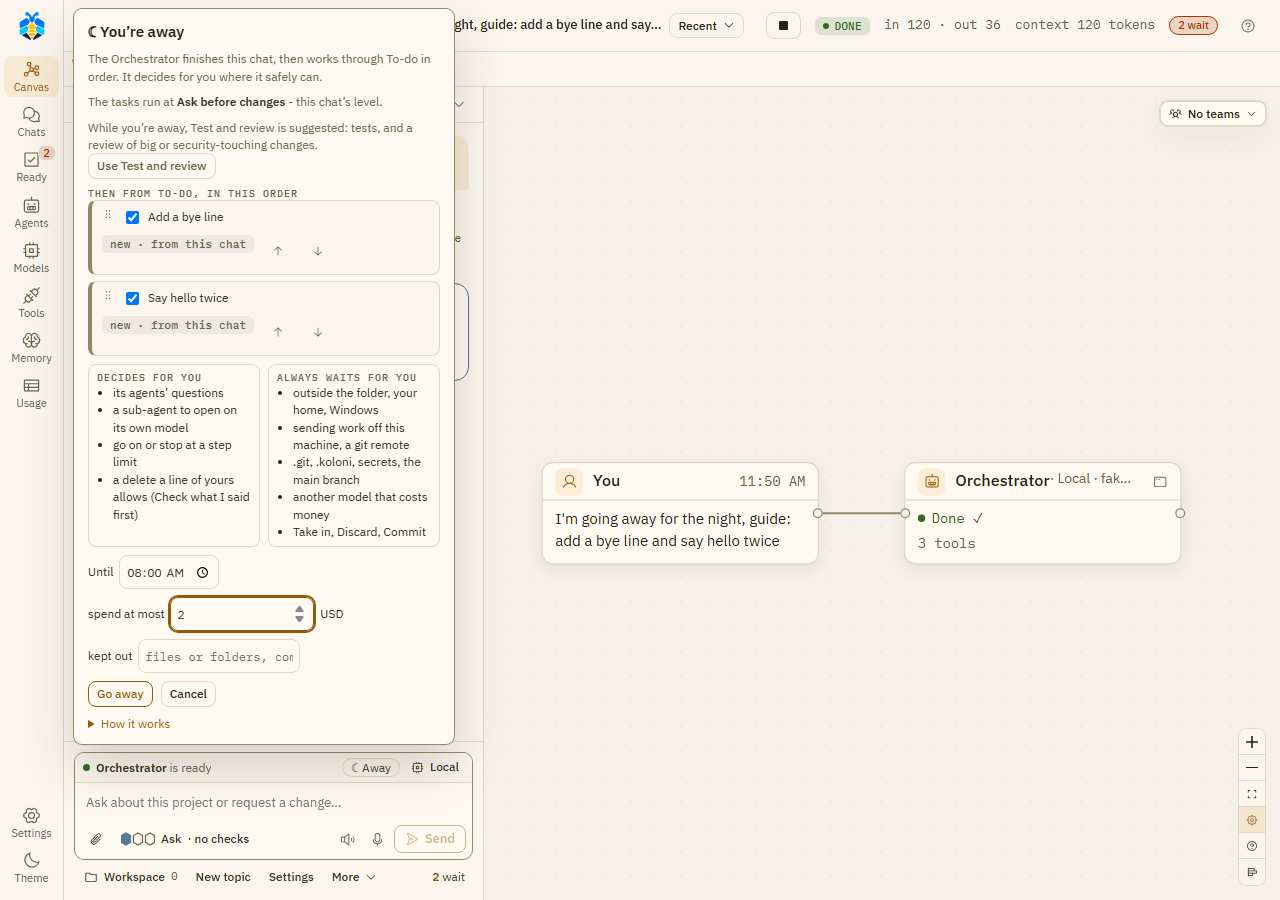 ght, guide: add a bye line and say...
Recent
DONE
in 120 · out 36
context 120 tokens
2 wait
Canvas
Chats
2
Ready
Agents
Models
Tools
Memory
Usage
Settings
Theme
You're away
The Orchestrator finishes this chat, then works through To-do in
order. It decides for you where it safely can.
The tasks run at Ask before changes - this chat's level.
While you're away, Test and review is suggested: tests, and a
review of big or security-touching changes.
Use Test and review
THEN FROM TO-DO, IN THIS ORDER
Add a bye line
new · from this chat
↑ ↓
Say hello twice
new · from this chat
↑ ↓
DECIDES FOR YOU
• its agents' questions
• a sub-agent to open on
its own model
• go on or stop at a step
limit
• a delete a line of yours
allows (Check what I said
first)
ALWAYS WAITS FOR YOU
• outside the folder, your
home, Windows
• sending work off this
machine, a git remote
• .git, .koloni, secrets, the
main branch
• another model that costs
money
• Take in, Discard, Commit
Until 08:00 AM
spend at most 2 USD
kept out files or folders, com
Go away
Cancel
How it works
e
Orchestrator is ready
Away
Local
Ask about this project or request a change...
Ask · no checks
Send
Workspace 0
New topic
Settings
More
2 wait
No teams
You
11:50 AM
I'm going away for the night, guide:
add a bye line and say hello twice
Orchestrator · Local · fak...
Done ✓
3 tools